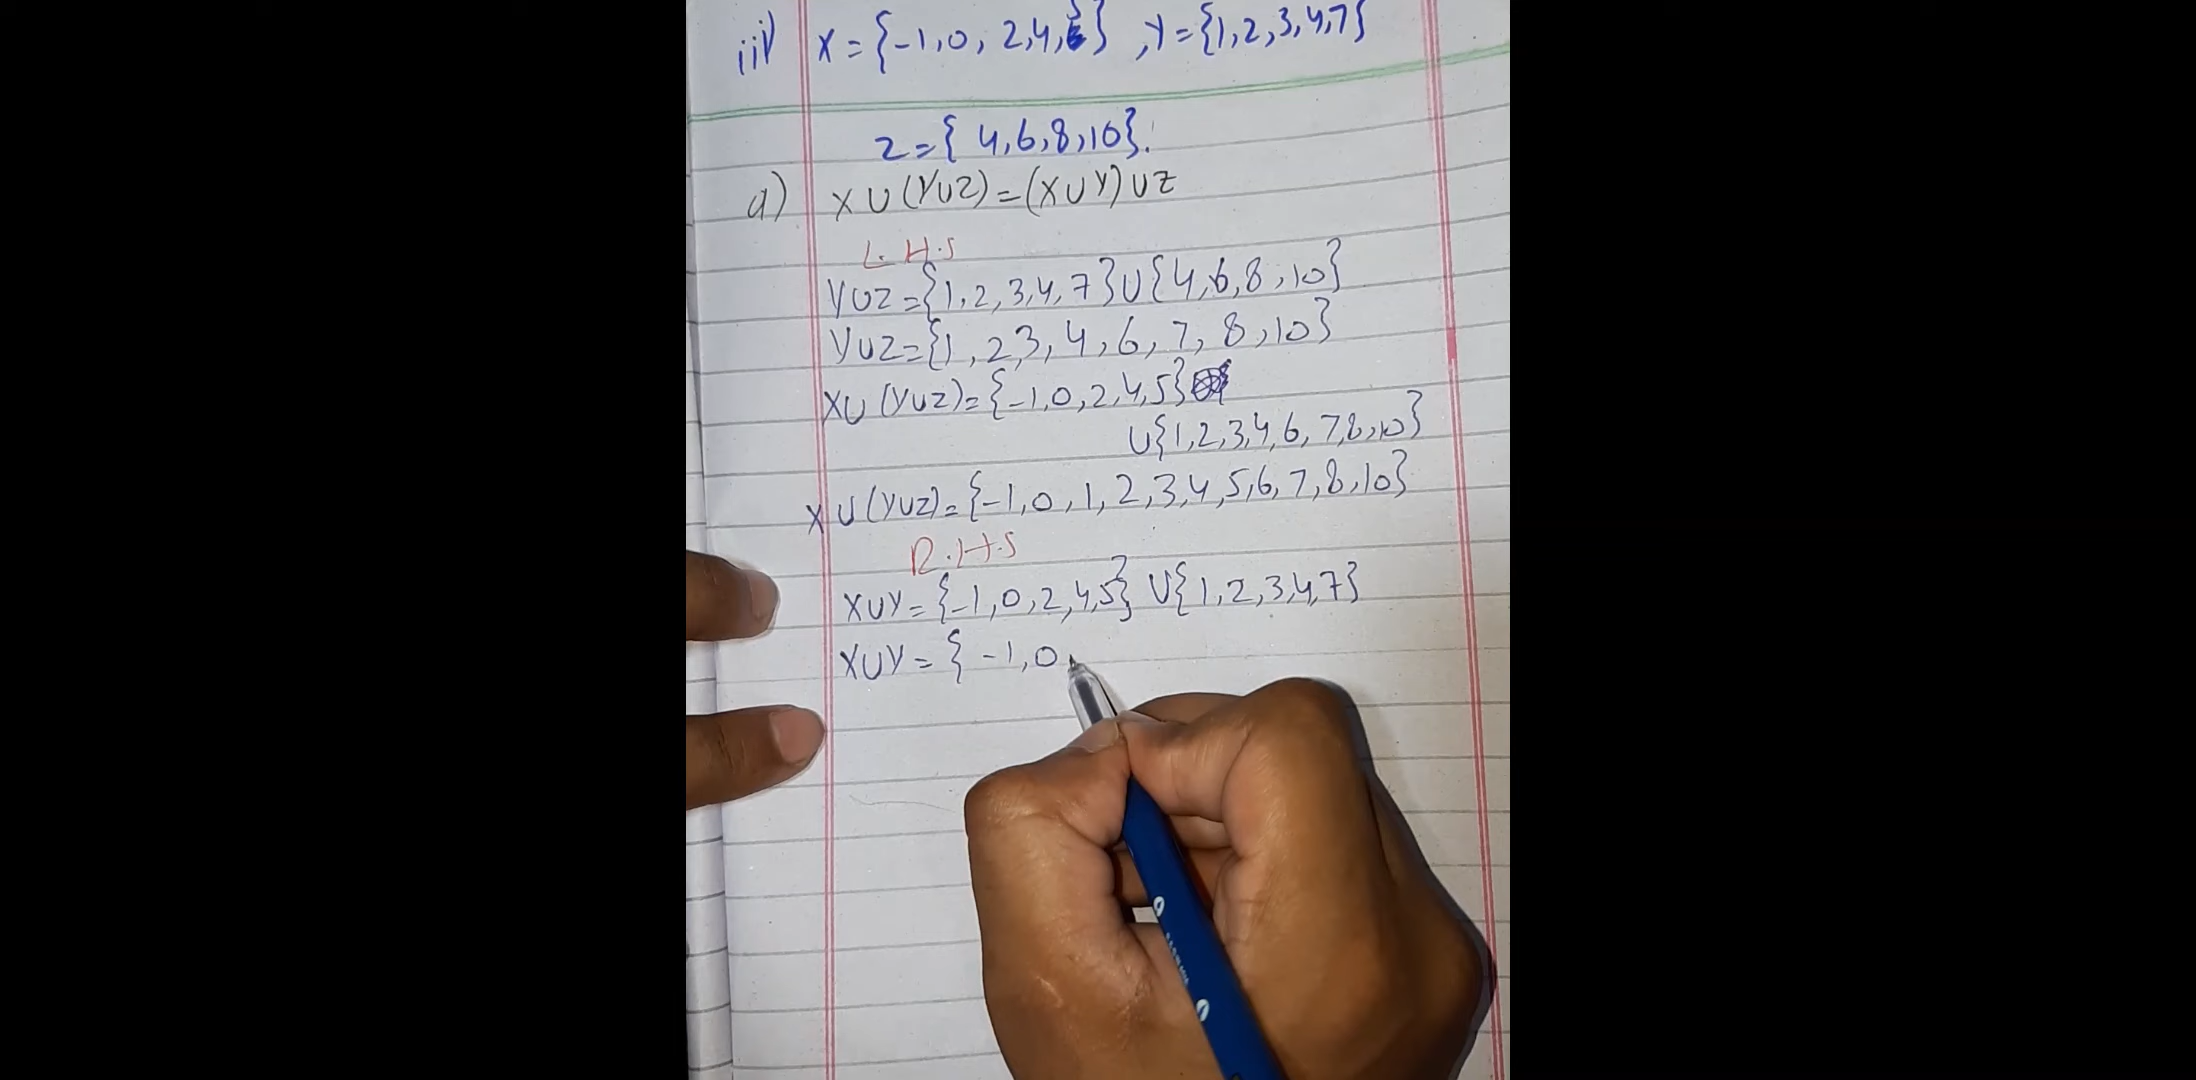 iii) X = {-1,0, 2,4,5} , Y={1,2,3,4,7}
Z={ 4,6,8,10}.
a) X∪(Y∪Z)=(X∪Y)∪Z
L.H.S
Y∪Z={1,2,3,4,7}∪{4,6,8,10}
Y∪Z={1,2,3,4,6,7,8,10}
X∪(Y∪Z)={-1,0,2,4,5}
∪{1,2,3,4,6,7,8,10}
X∪(Y∪Z)={-1,0,1,2,3,4,5,6,7,8,10}
R.H.S
X∪Y={-1,0,2,4,5} ∪{1,2,3,4,7}
X∪Y={ -1,0